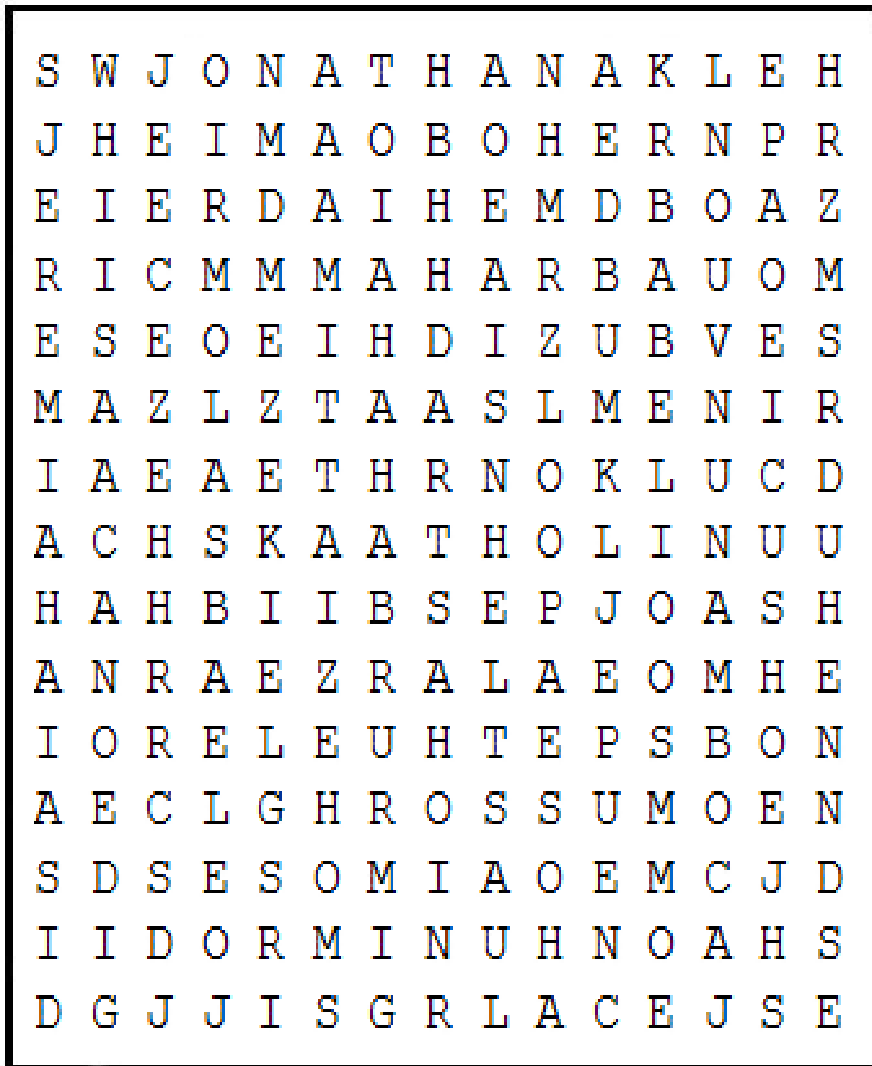 S W J O N A T H A N A K L E H
J H E I M A O B O H E R N P R
E I E R D A I H E M D B O A Z
R I C M M M A H A R B A U O M
E S E O E I H D I Z U B V E S
M A Z L Z T A A S L M E N I R
I A E A E T H R N O K L U C D
A C H S K A A T H O L I N U U
H A H B I I B S E P J O A S H
A N R A E Z R A L A E O M H E
I O R E L E U H T E P S B O N
A E C L G H R O S S U M O E N
S D S E S O M I A O E M C J D
I I D O R M I N U H N O A H S
D G J J I S G R L A C E J S E